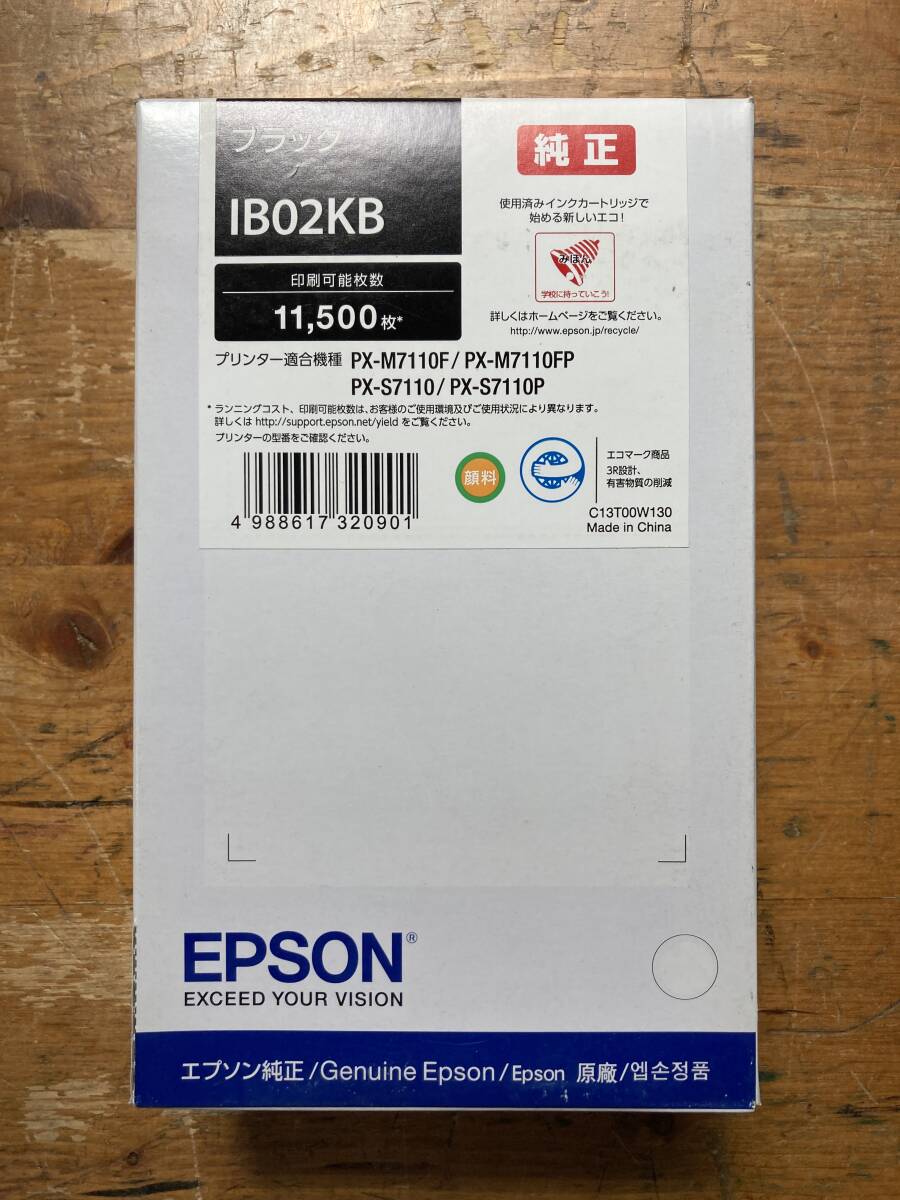 ブラック
IB02KB
印刷可能枚数
11,500枚*
純正
使用済みインクカートリッジで
始める新しいエコ!
みほん
学校に持っていこう!
詳しくはホームページをご覧ください。
http://www.epson.jp/recycle/
プリンター適合機種 PX-M7110F / PX-M7110FP
PX-S7110 / PX-S7110P
* ランニングコスト、印刷可能枚数は、お客様のご使用環境及びご使用状況により異なります。
詳しくは http://support.epson.net/yield をご覧ください。
プリンターの型番をご確認ください。
4 988617 320901
顔料
エコマーク商品
3R設計、
有害物質の削減
C13T00W130
Made in China
EPSON®
EXCEED YOUR VISION
エプソン純正/Genuine Epson/Epson 原廠/엡손정품